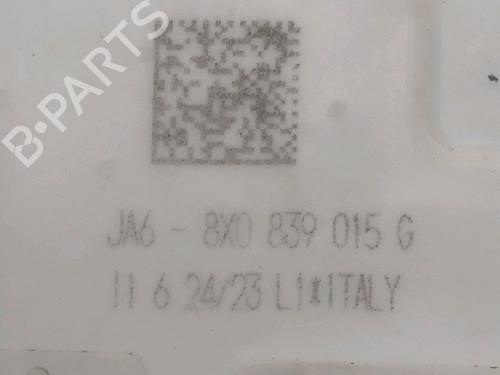 B-PARTS
JA6 - 8X0 839 015 G
11 6 24/23 L1*ITALY